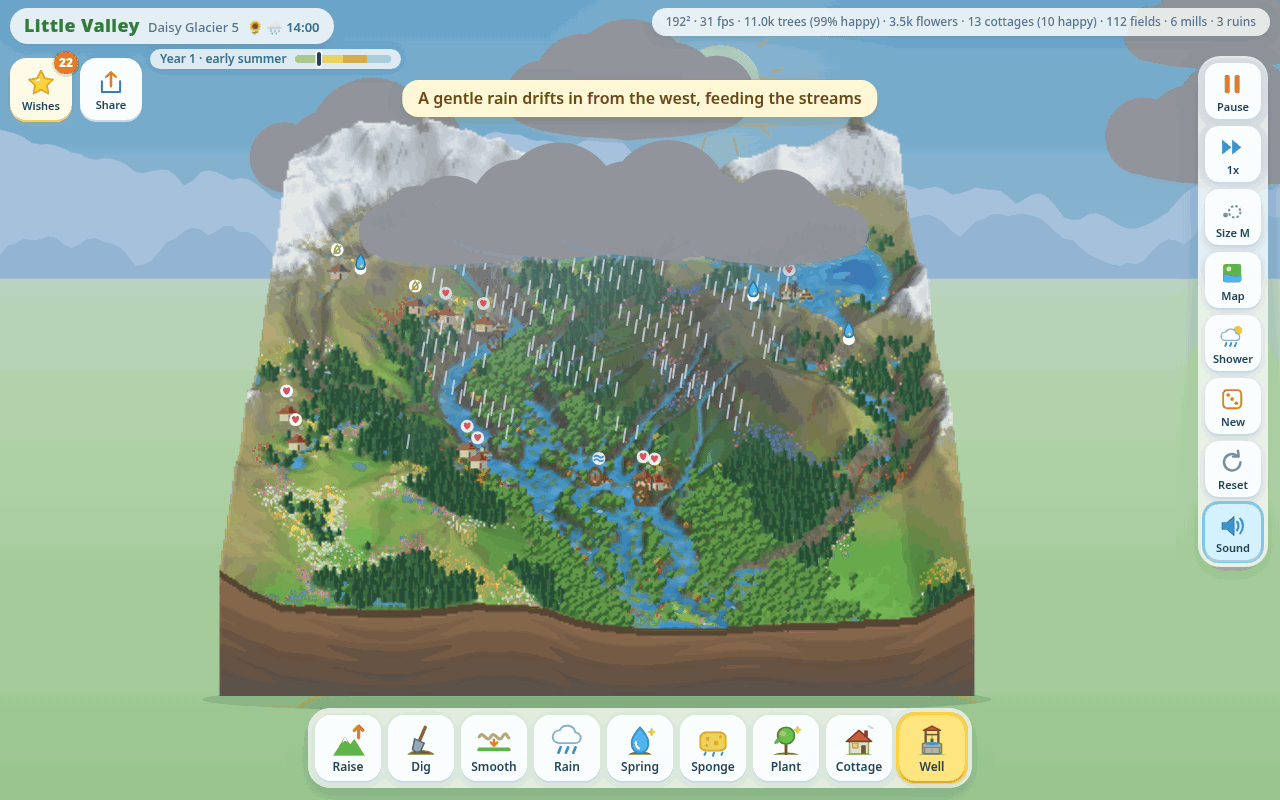 Little Valley Daisy Glacier 5 14:00
192² · 31 fps · 11.0k trees (99% happy) · 3.5k flowers · 13 cottages (10 happy) · 112 fields · 6 mills · 3 ruins
Year 1 · early summer
22
Wishes
Share
A gentle rain drifts in from the west, feeding the streams
Pause
1x
Size M
Map
Shower
New
Reset
Sound
Raise
Dig
Smooth
Rain
Spring
Sponge
Plant
Cottage
Well